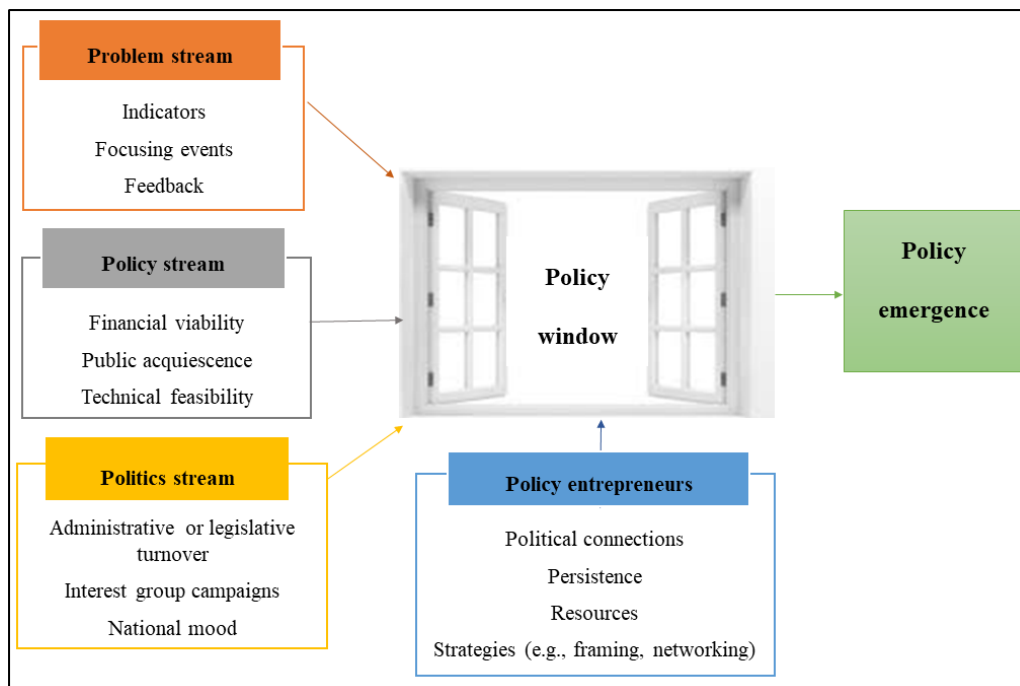 Problem stream
Indicators
Focusing events
Feedback
Policy stream
Financial viability
Public acquiescence
Technical feasibility
Politics stream
Administrative or legislative
turnover
Interest group campaigns
National mood
Policy
window
Policy entrepreneurs
Political connections
Persistence
Resources
Strategies (e.g., framing, networking)
Policy
emergence